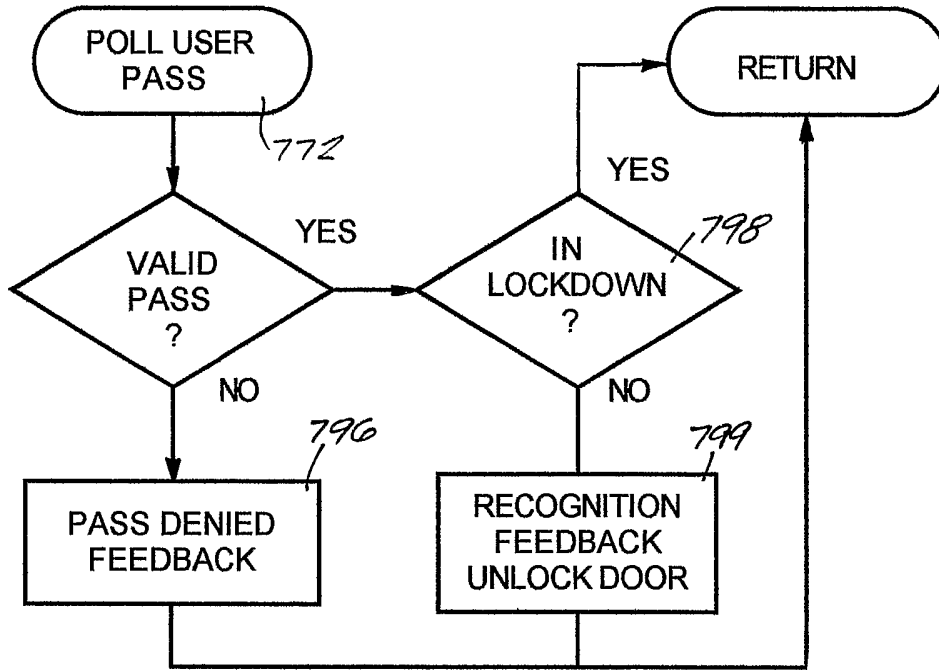 POLL USER
PASS
772
RETURN
YES
YES
VALID
PASS
?
IN
LOCKDOWN
?
798
NO
NO
796
799
PASS DENIED
FEEDBACK
RECOGNITION
FEEDBACK
UNLOCK DOOR